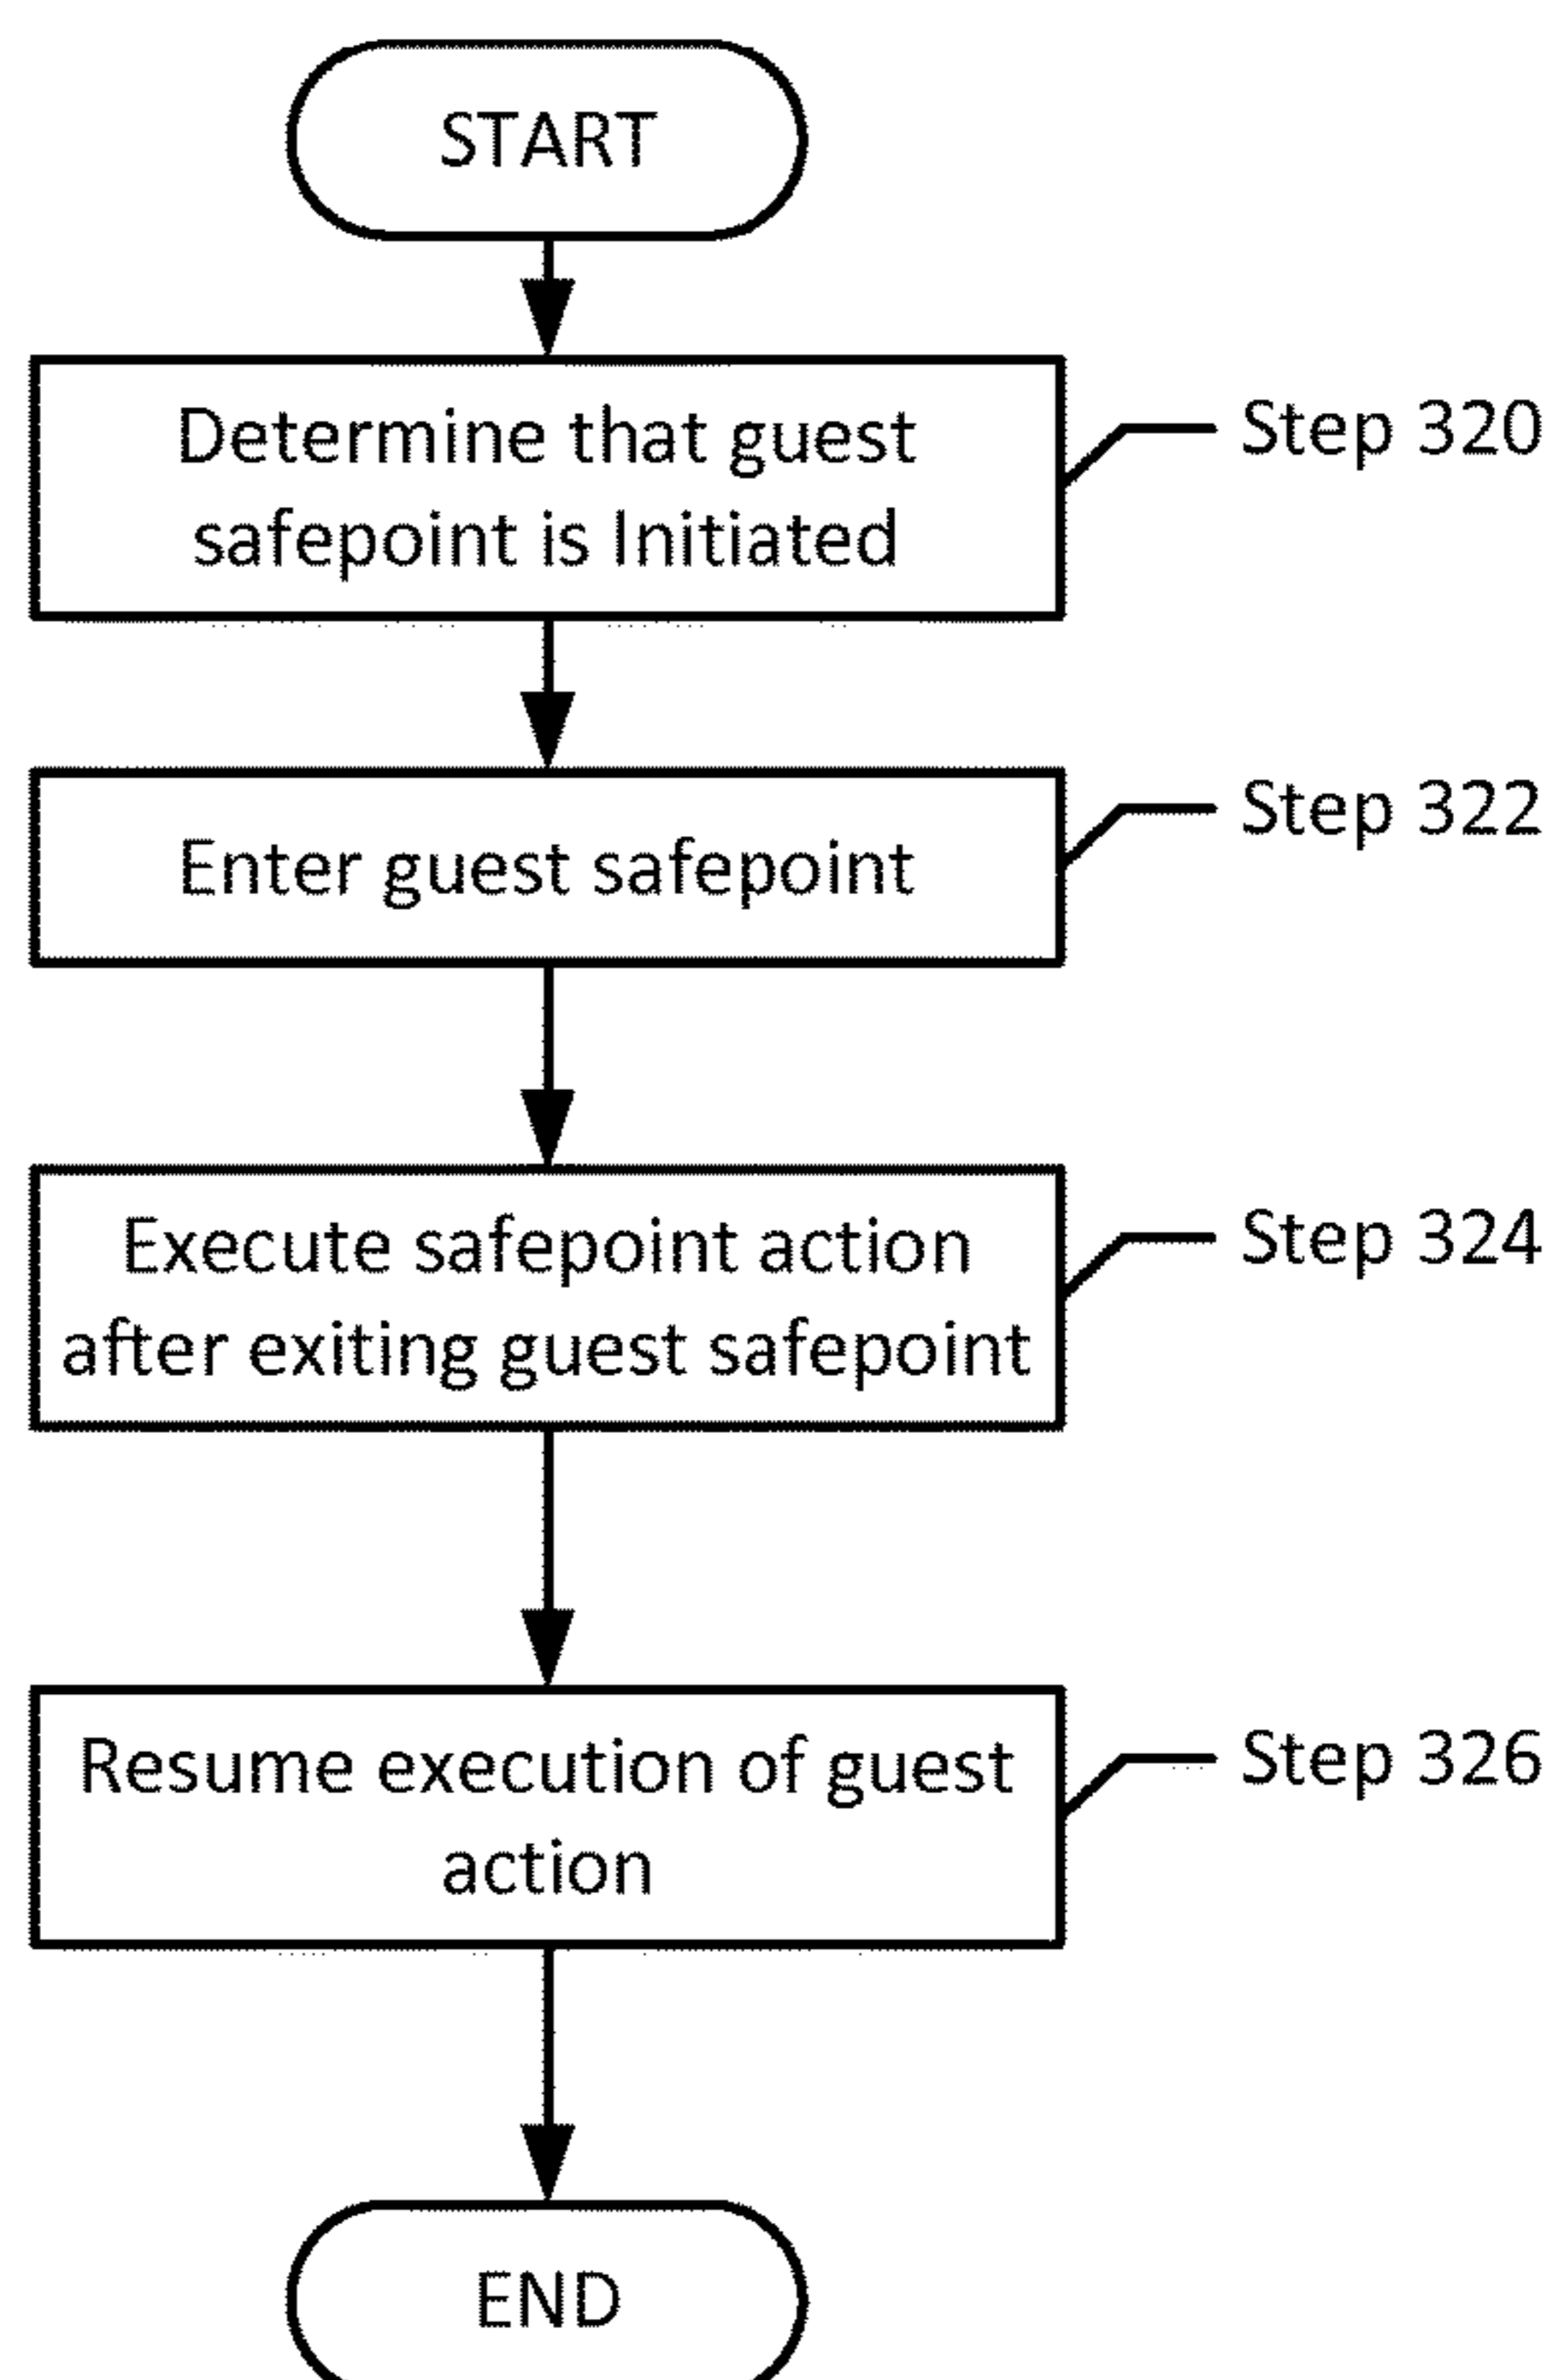 START
Determine that guest
safepoint is Initiated
Step 320
Enter guest safepoint
Step 322
Execute safepoint action
after exiting guest safepoint
Step 324
Resume execution of guest
action
Step 326
END